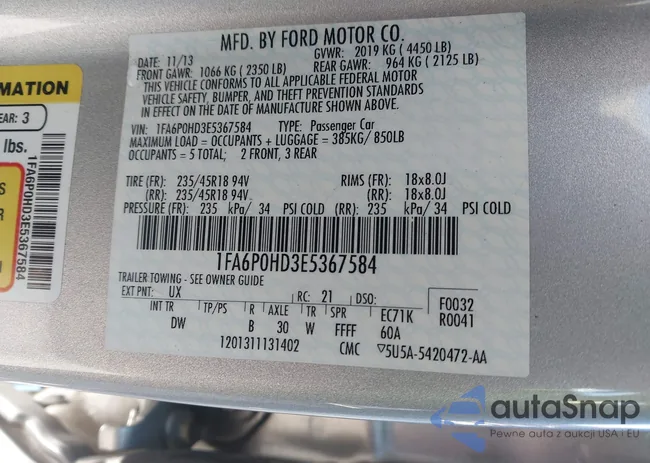 MFD. BY FORD MOTOR CO.
DATE: 11/13 GVWR: 2019 KG ( 4450 LB)
FRONT GAWR: 1066 KG ( 2350 LB) REAR GAWR: 964 KG ( 2125 LB)
THIS VEHICLE CONFORMS TO ALL APPLICABLE FEDERAL MOTOR
VEHICLE SAFETY, BUMPER, AND THEFT PREVENTION STANDARDS
IN EFFECT ON THE DATE OF MANUFACTURE SHOWN ABOVE.
VIN: 1FA6P0HD3E5367584 TYPE: Passenger Car
MAXIMUM LOAD = OCCUPANTS + LUGGAGE = 385KG/ 850LB
OCCUPANTS = 5 TOTAL; 2 FRONT, 3 REAR
TIRE (FR): 235/45R18 94V RIMS (FR): 18x8.0J
(RR): 235/45R18 94V (RR): 18x8.0J
PRESSURE (FR): 235 kPa/ 34 PSI COLD (RR): 235 kPa/ 34 PSI COLD
1FA6P0HD3E5367584
TRAILER TOWING - SEE OWNER GUIDE
EXT PNT: UX RC: 21 DSO: F0032
INT TR TP/PS R AXLE TR SPR EC71K R0041
DW B 30 W FFFF 60A
1201311131402 CMC ▽5U5A-5420472-AA
MATION
EAR: 3
lbs.
S
R
1FA6P0HD3E5367584
autaSnap
Pewne auta z aukcji USA i EU